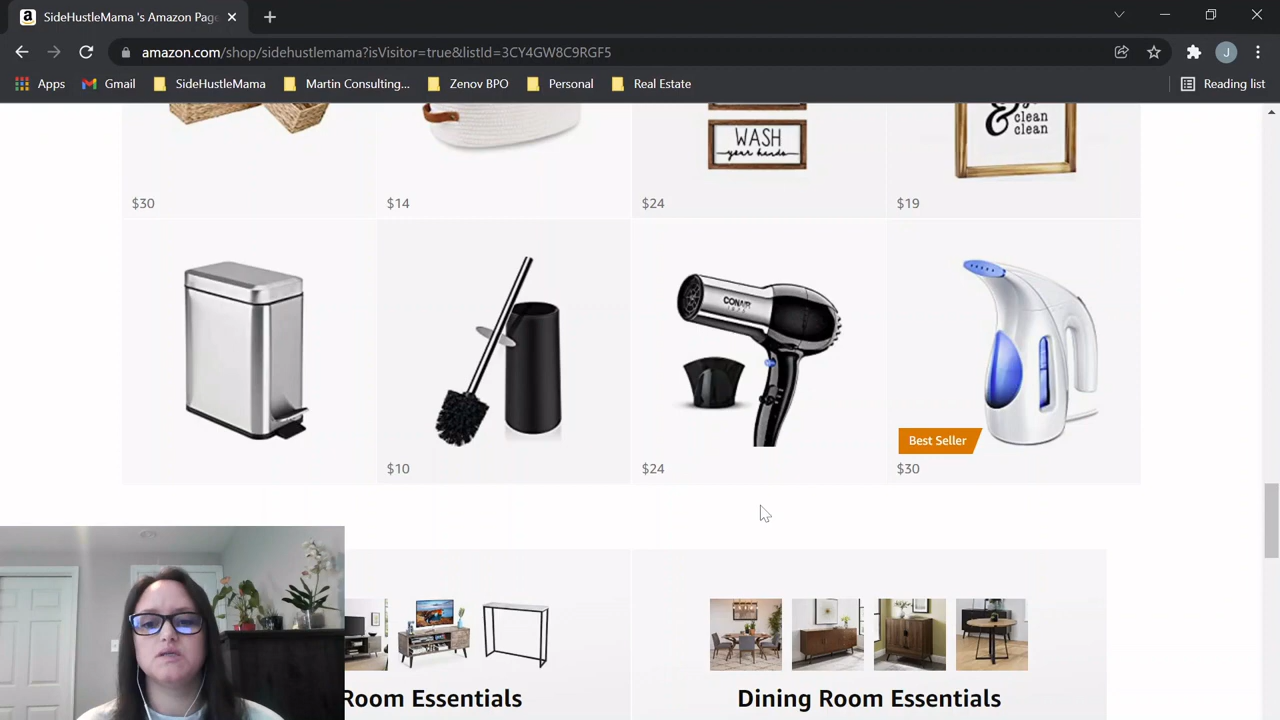 SideHustleMama 's Amazon Page
amazon.com/shop/sidehustlemama?isVisitor=true&listId=3CY4GW8C9RGF5
J
Apps
Gmail
SideHustleMama
Martin Consulting...
Zenov BPO
Personal
Real Estate
Reading list
WASH
your hands
&
clean
clean
$30
$14
$24
$19
CONAIR
Best Seller
$10
$24
$30
Room Essentials
Dining Room Essentials